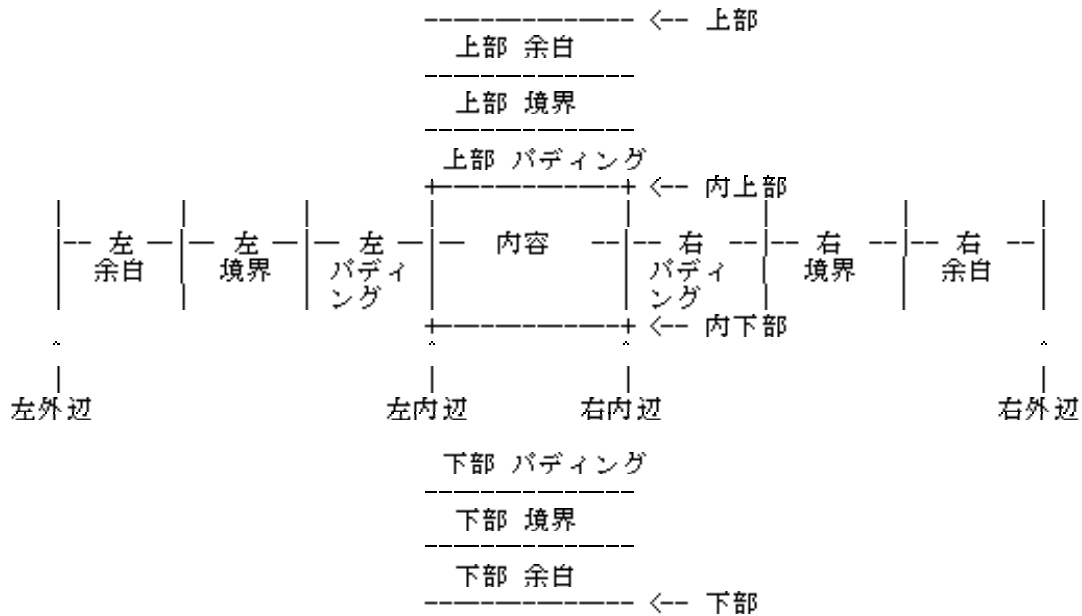 <-- 上部
上部 余白
上部 境界
上部 パディング
<-- 内上部
左 左 左 内容 右 右 右
余白 境界 パディ パディ 境界 余白
ング ング
<-- 内下部
左外辺 左内辺 右内辺 右外辺
下部 パディング
下部 境界
下部 余白
<-- 下部